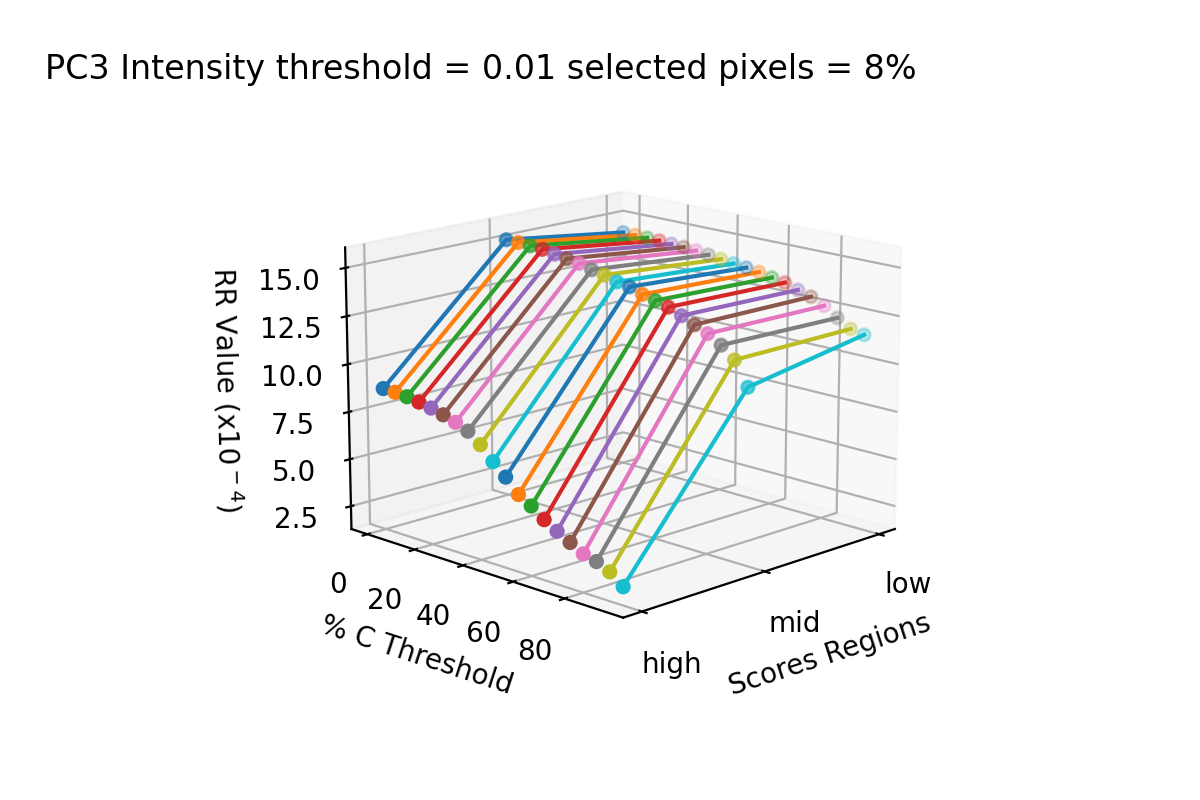 PC3 Intensity threshold = 0.01 selected pixels = 8%
RR Value (x10⁻⁴)
15.0
12.5
10.0
7.5
5.0
2.5
0
20
40
60
80
% C Threshold
high
mid
low
Scores Regions